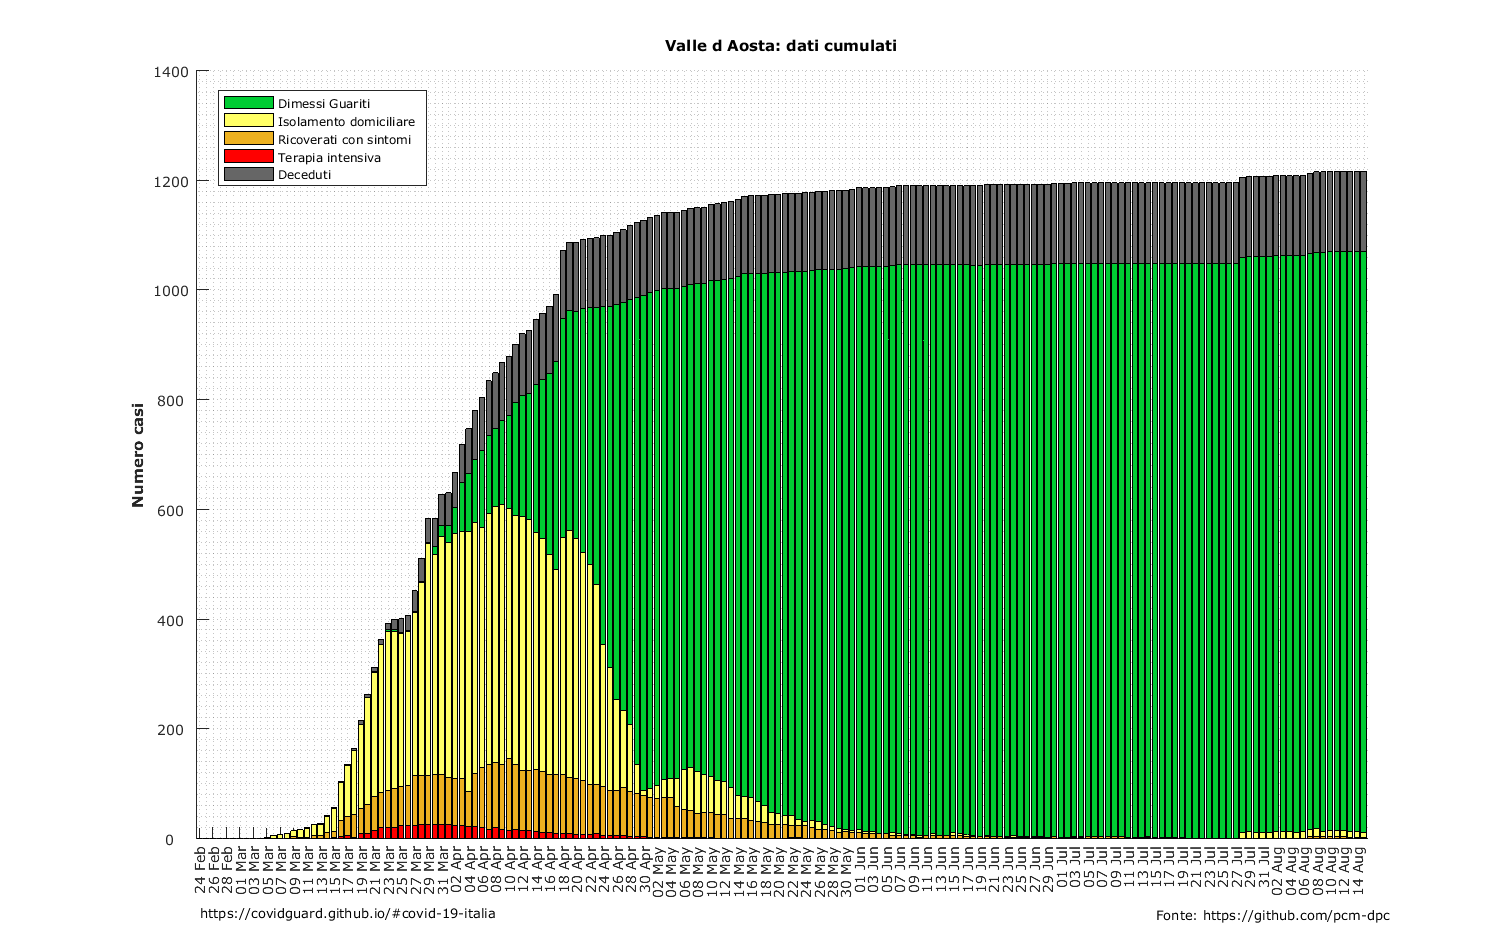 Valle d Aosta: dati cumulati
1400
1200
1000
800
600
400
200
0
Numero casi
Dimessi Guariti
Isolamento domiciliare
Ricoverati con sintomi
Terapia intensiva
Deceduti
24 Feb
26 Feb
28 Feb
01 Mar
03 Mar
05 Mar
07 Mar
09 Mar
11 Mar
13 Mar
15 Mar
17 Mar
19 Mar
21 Mar
23 Mar
25 Mar
27 Mar
29 Mar
31 Mar
02 Apr
04 Apr
06 Apr
08 Apr
10 Apr
12 Apr
14 Apr
16 Apr
18 Apr
20 Apr
22 Apr
24 Apr
26 Apr
28 Apr
30 Apr
02 May
04 May
06 May
08 May
10 May
12 May
14 May
16 May
18 May
20 May
22 May
24 May
26 May
28 May
30 May
01 Jun
03 Jun
05 Jun
07 Jun
09 Jun
11 Jun
13 Jun
15 Jun
17 Jun
19 Jun
21 Jun
23 Jun
25 Jun
27 Jun
29 Jun
01 Jul
03 Jul
05 Jul
07 Jul
09 Jul
11 Jul
13 Jul
15 Jul
17 Jul
19 Jul
21 Jul
23 Jul
25 Jul
27 Jul
29 Jul
31 Jul
02 Aug
04 Aug
06 Aug
08 Aug
10 Aug
12 Aug
14 Aug
https://covidguard.github.io/#covid-19-italia
Fonte: https://github.com/pcm-dpc